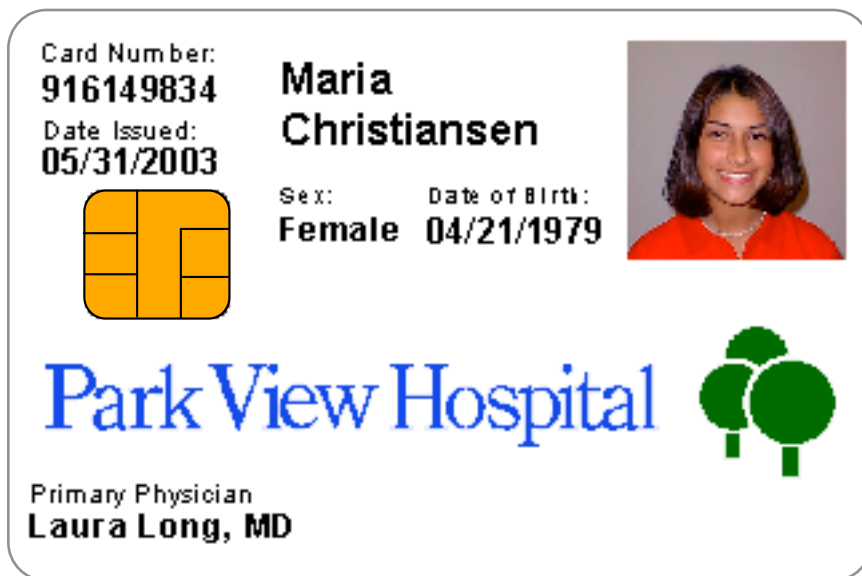 Card Number:
916149834
Date Issued:
05/31/2003
Maria
Christiansen
Sex:
Female
Date of Birth:
04/21/1979
Park View Hospital
Primary Physician
Laura Long, MD